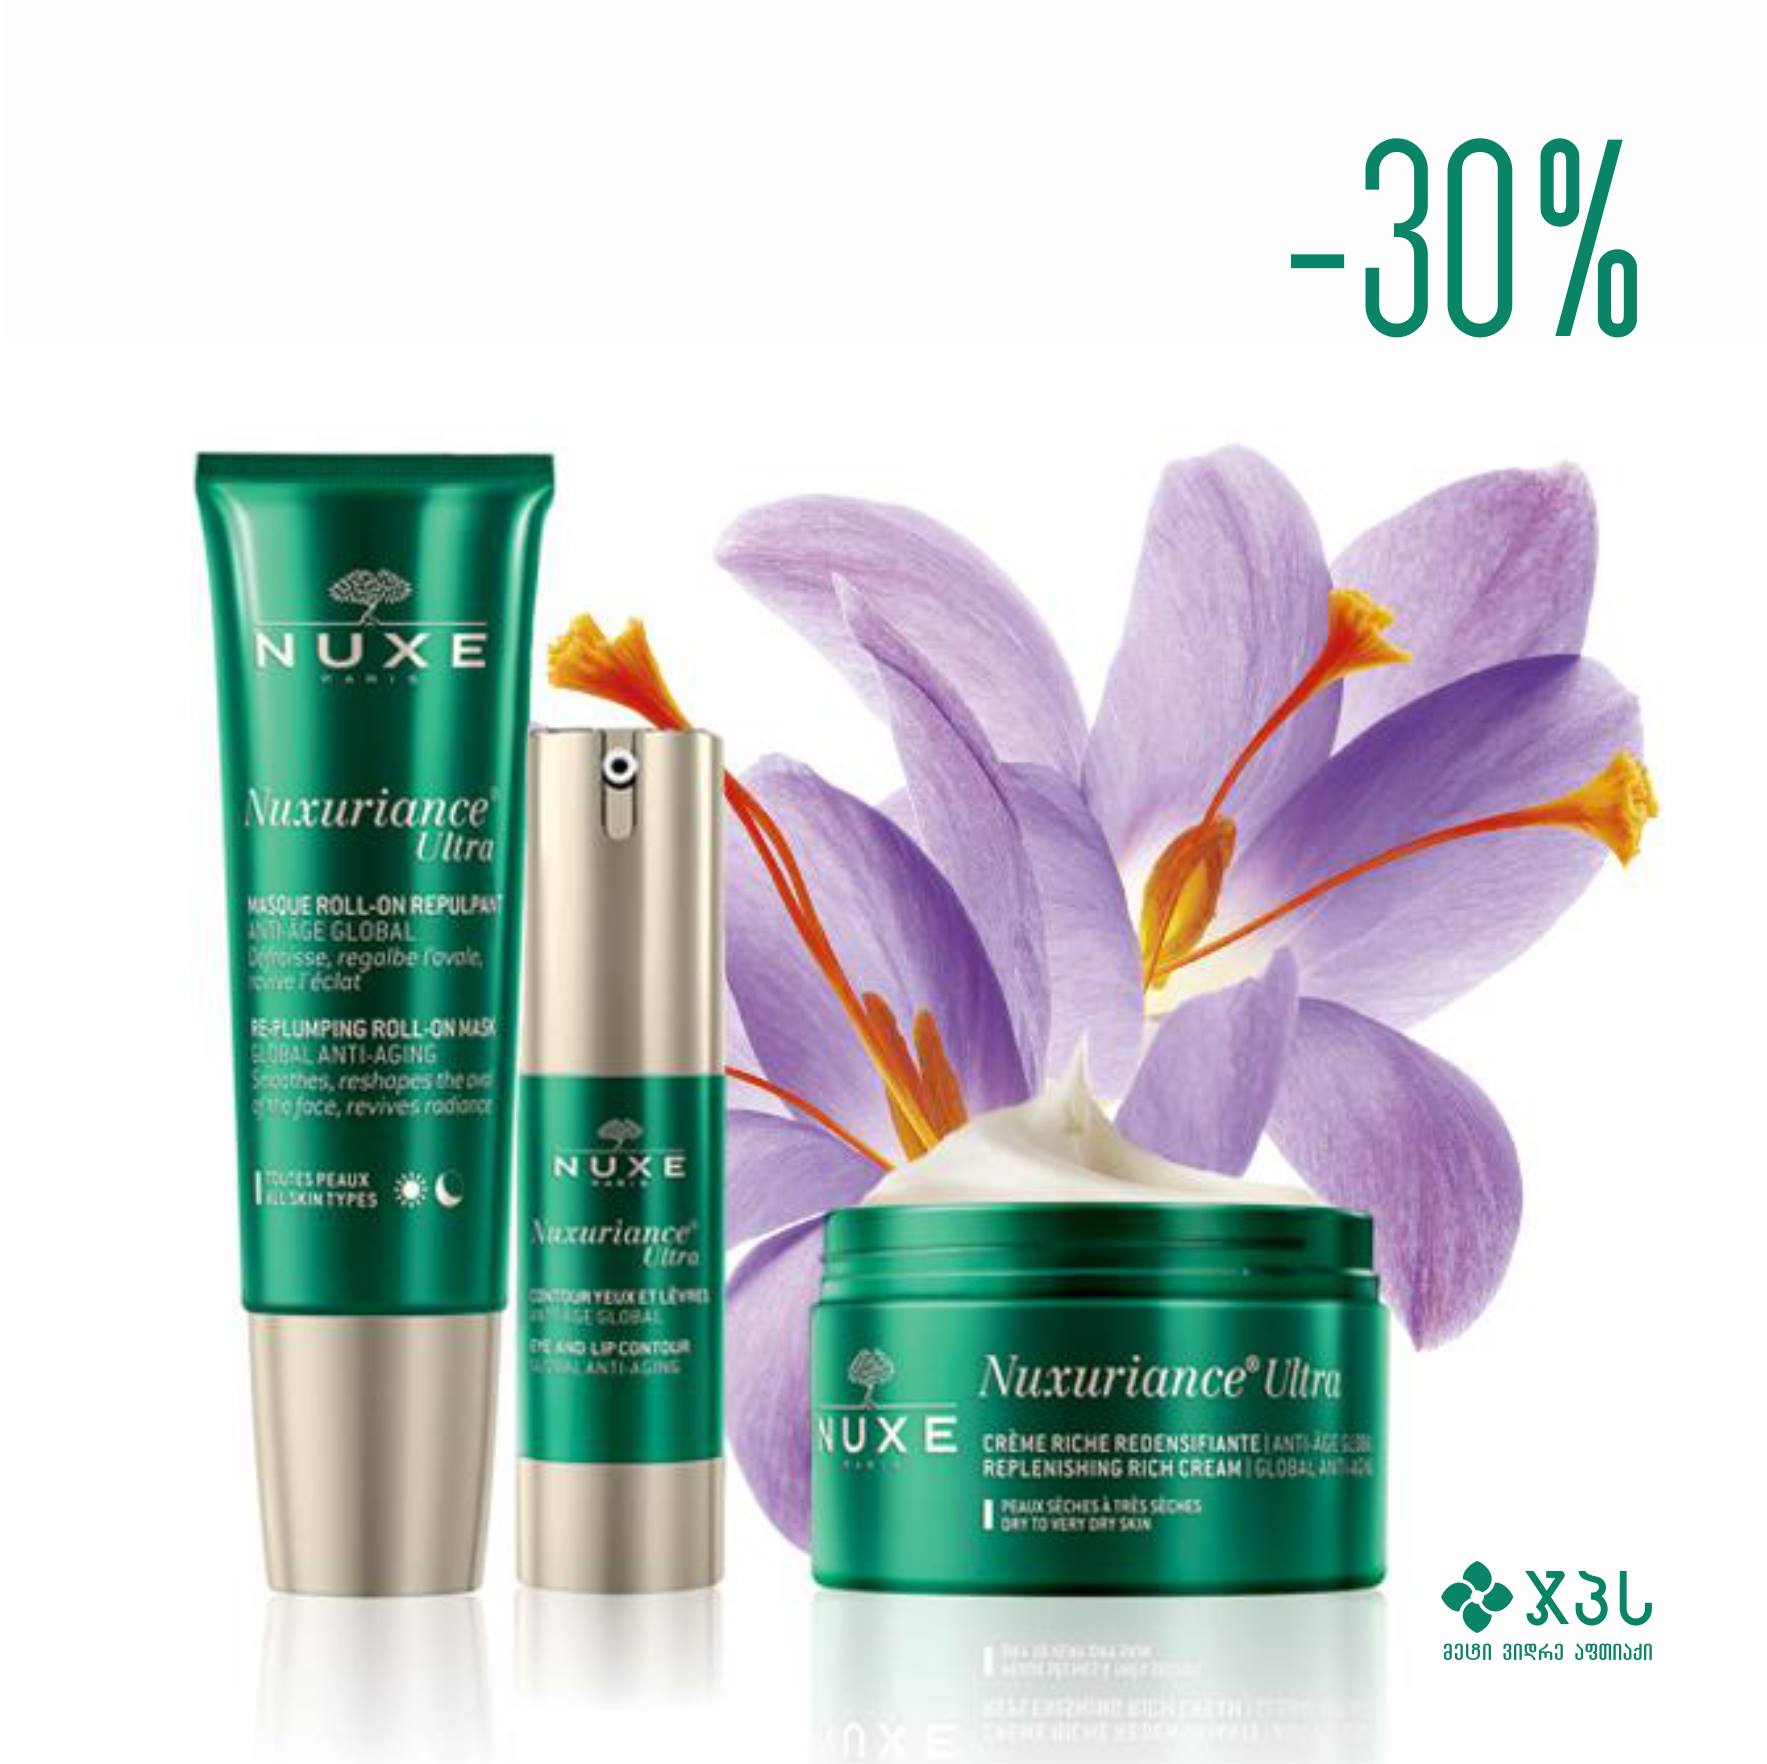 -30%
NUXE
PARIS
Nuxuriance®
Ultra
MASQUE ROLL-ON REPULPANT
ANTI-ÂGE GLOBAL
Défroisse, regalbe l'ovale,
ravive l'éclat
RE-PLUMPING ROLL-ON MASK
GLOBAL ANTI-AGING
Smoothes, reshapes the oval
of the face, revives radiance
TOUTES PEAUX
ALL SKIN TYPES
NUXE
PARIS
Nuxuriance®
Ultra
CONTOUR YEUX ET LÈVRES
ANTI-ÂGE GLOBAL
EYE AND LIP CONTOUR
GLOBAL ANTI-AGING
NUXE
PARIS
Nuxuriance® Ultra
CRÈME RICHE REDENSIFIANTE | ANTI-ÂGE GLOBAL
REPLENISHING RICH CREAM | GLOBAL ANTI-AGING
PEAUX SÈCHES À TRÈS SÈCHES
DRY TO VERY DRY SKIN
ჯპს
მეტი ვიდრე აფთიაქი